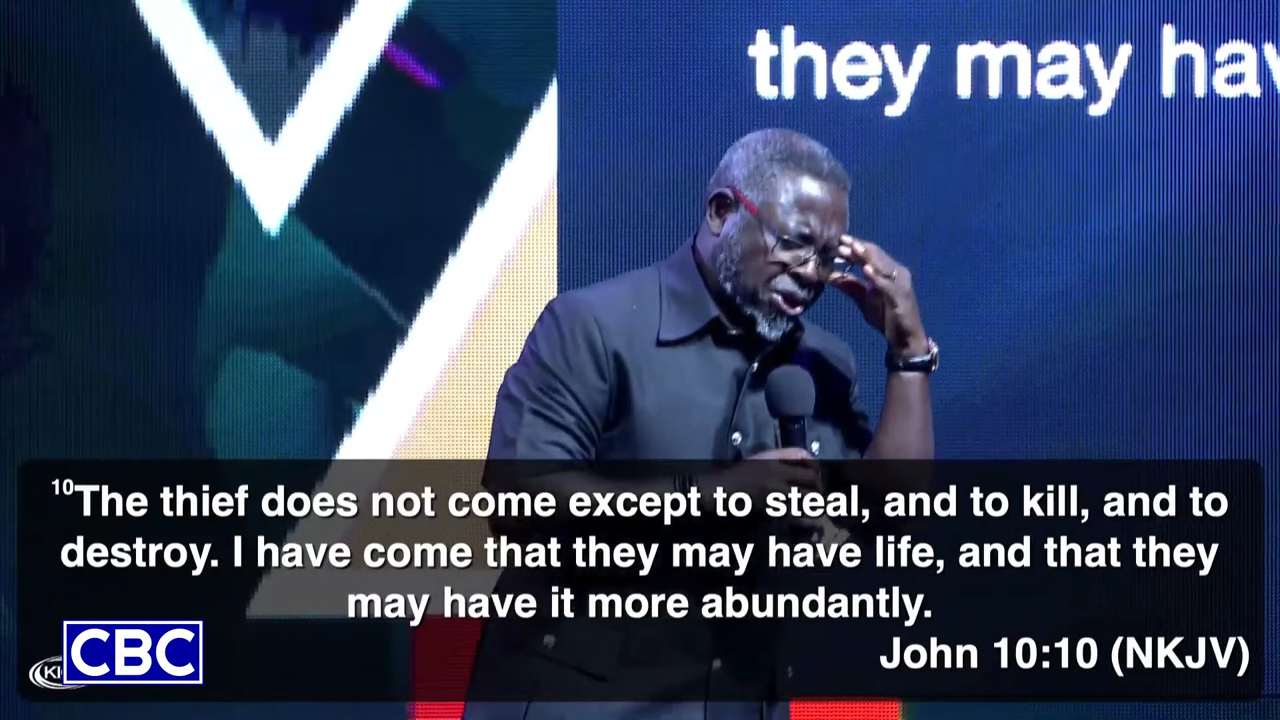 they may hav
¹⁰The thief does not come except to steal, and to kill, and to
destroy. I have come that they may have life, and that they
may have it more abundantly.
John 10:10 (NKJV)
CBC